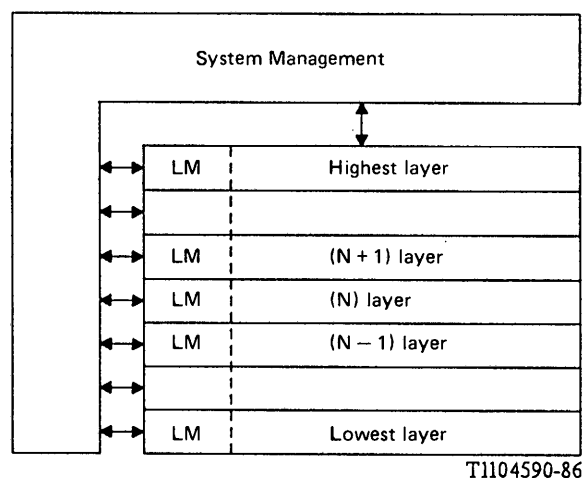 System Management
LM Highest layer
LM (N + 1) layer
LM (N) layer
LM (N — 1) layer
LM Lowest layer
T1104590-86